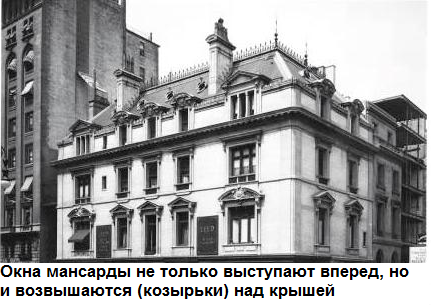 Окна мансарды не только выступают вперед, но
и возвышаются (козырьки) над крышей